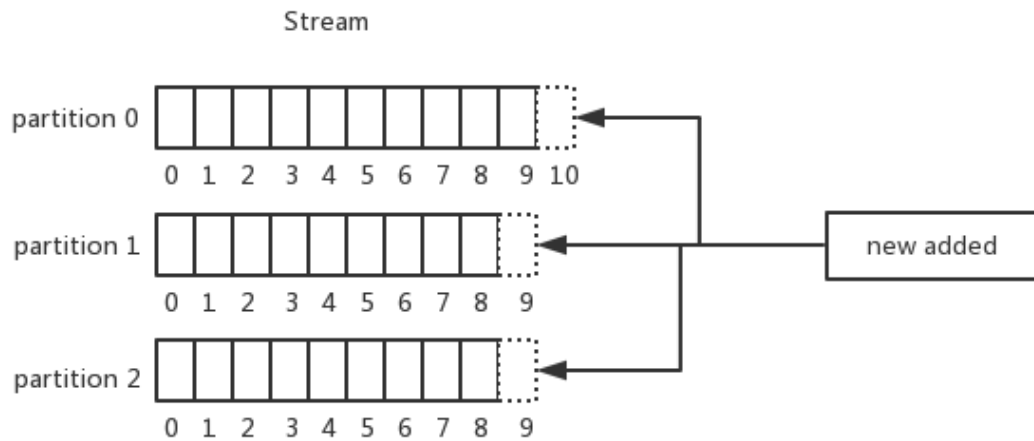 Stream
partition 0
0 1 2 3 4 5 6 7 8 9 10
partition 1
new added
0 1 2 3 4 5 6 7 8 9
partition 2
0 1 2 3 4 5 6 7 8 9